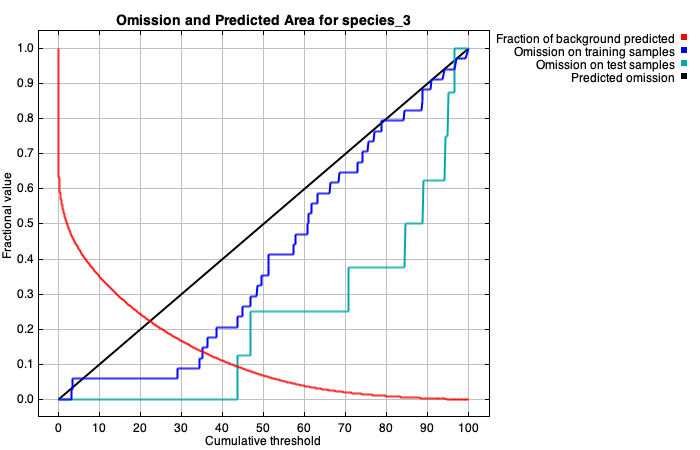 Omission and Predicted Area for species_3
Fraction of background predicted
Omission on training samples
Omission on test samples
Predicted omission
Fractional value
1.0
0.9
0.8
0.7
0.6
0.5
0.4
0.3
0.2
0.1
0.0
0 10 20 30 40 50 60 70 80 90 100
Cumulative threshold